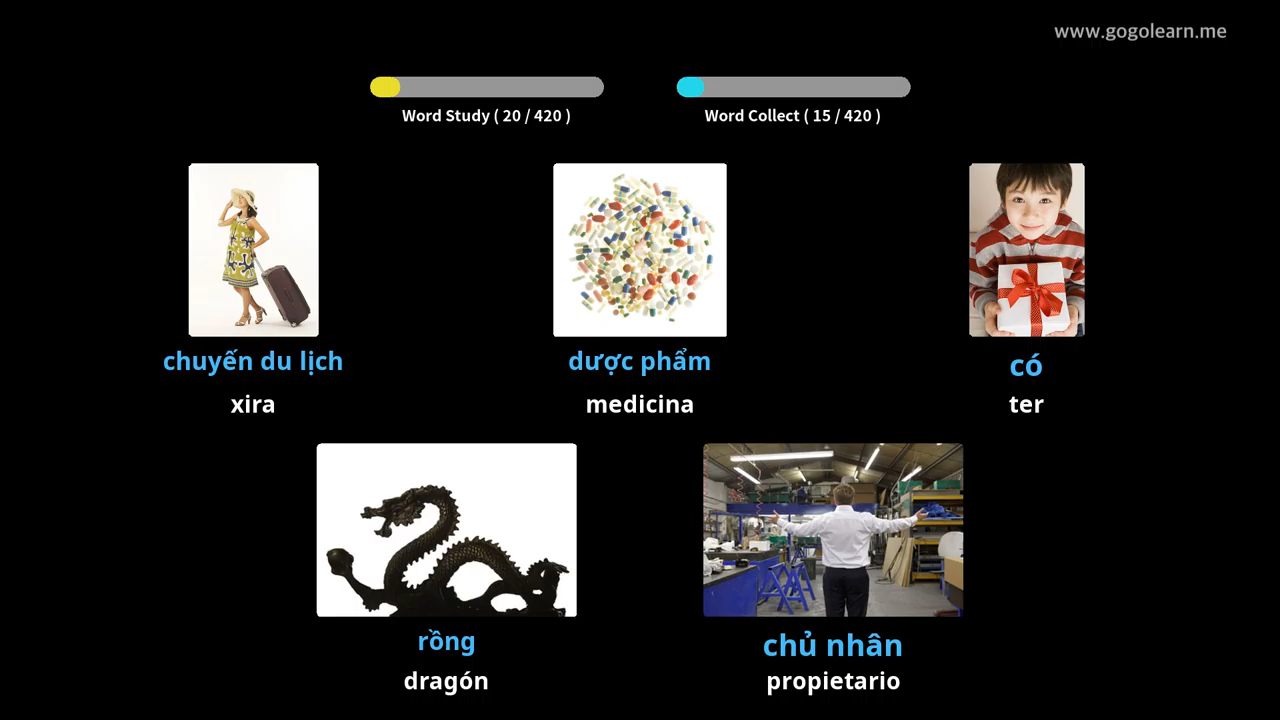 www.gogolearn.me
Word Study ( 20 / 420 )
Word Collect ( 15 / 420 )
chuyến du lịch
dược phẩm
có
xira
medicina
ter
rồng
chủ nhân
dragón
propietario